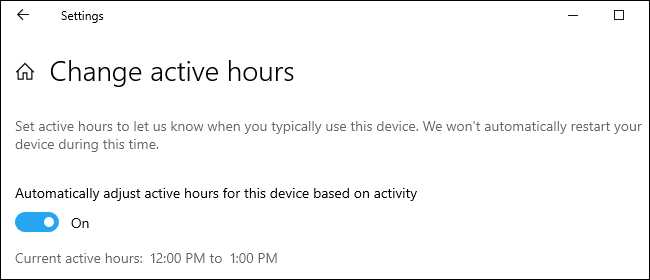 Settings
Change active hours
Set active hours to let us know when you typically use this device. We won't automatically restart your
device during this time.
Automatically adjust active hours for this device based on activity
On
Current active hours: 12:00 PM to 1:00 PM